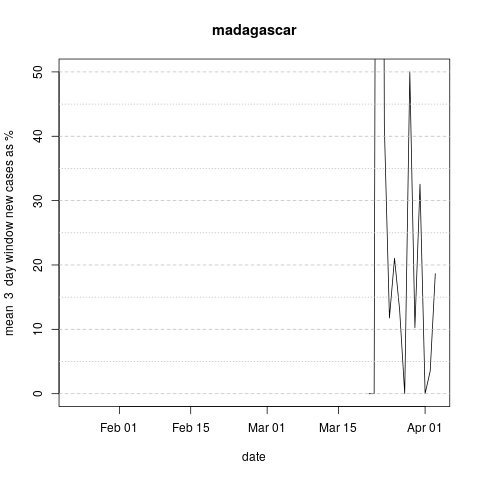 madagascar
mean  3  day window new cases as %
50
40
30
20
10
0
Feb 01
Feb 15
Mar 01
Mar 15
Apr 01
date